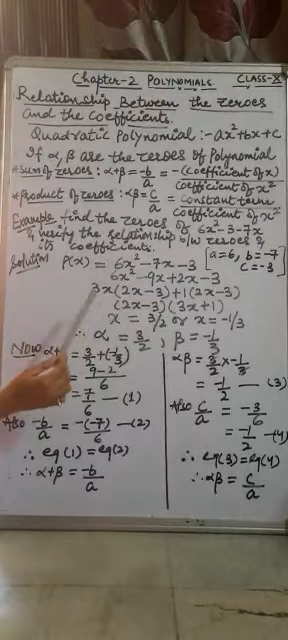 Chapter-2 POLYNOMIALS. CLASS-X
Relationship Between the zeroes
and the coefficients.
Quadratic Polynomial :- ax²+bx+c
If α, β are the zeroes of Polynomial
*Sum of zeroes: α+β = -b/a = -(coefficient of x)/coefficient of x²
*Product of zeroes: αβ = c/a = constant term/coefficient of x²
Example find the zeroes of 6x²-3-7x
& verify the relationship b/w zeroes &
its coefficients.
Solution P(x) = 6x²-7x-3 [a=6, b=-7
c=-3]
6x²-9x+2x-3
3x(2x-3)+1(2x-3)
(2x-3)(3x+1)
x = 3/2 or x = -1/3
∴ α = 3/2, β = -1/3
Now α+ = 3/2+(-1/3)
= 9-2/6
= 7/6 — (1)
Also -b/a = -(-7)/6 — (2)
∴ eq(1) = eq(2)
∴ α+β = -b/a
αβ = 3/2 x -1/3
= -1/2 — (3)
Also c/a = -3/6
= -1/2 — (4)
∴ eq(3)=eq(4)
∴ αβ = c/a